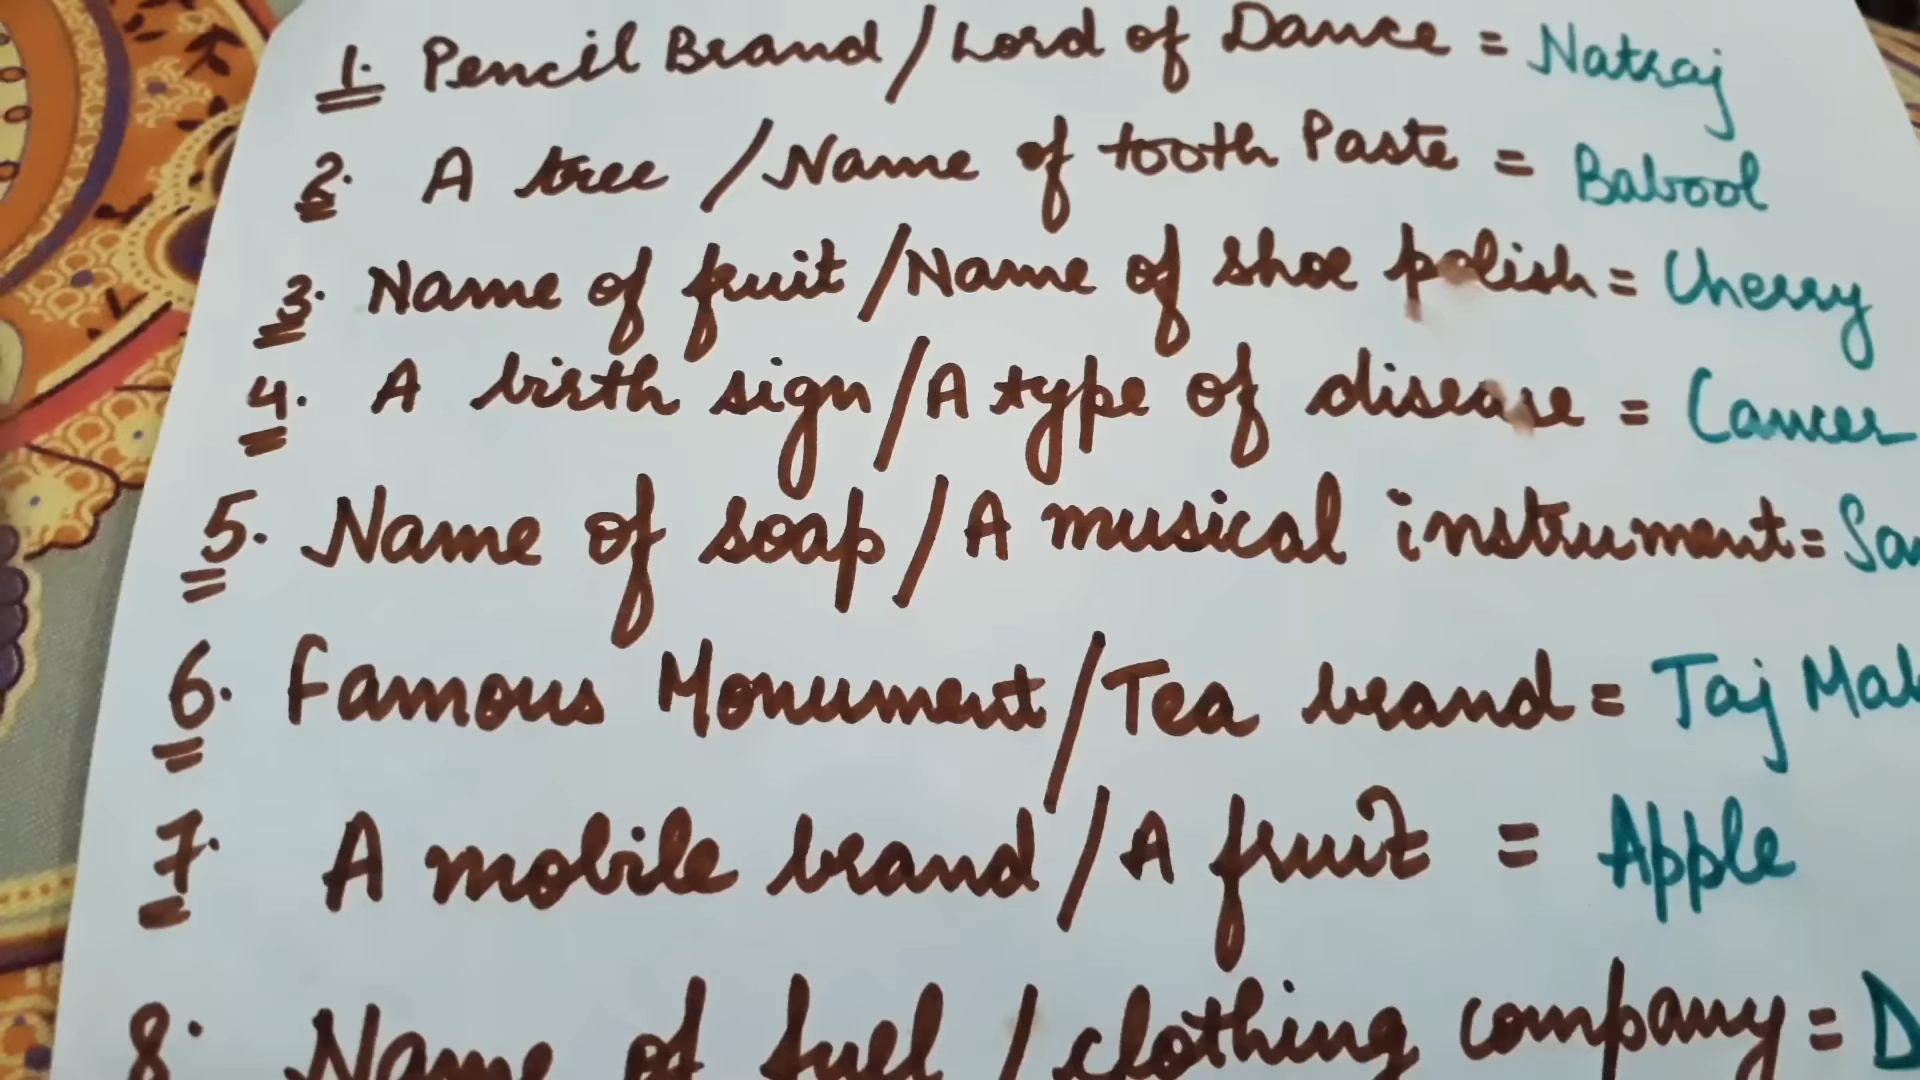 1. Pencil Brand / Lord of Dance = Natraj
2. A tree / Name of tooth Paste = Babool
3. Name of fruit / Name of shoe polish = Cherry
4. A birth sign / A type of disease = Cancer
5. Name of soap / A musical instrument =
6. Famous Monument / Tea brand = Taj
7. A mobile brand / A fruit = Apple
8. Name of fuel / clothing company = D